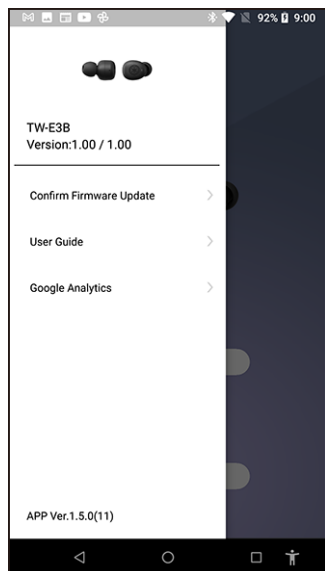 92% 9:00
TW-E3B
Version:1.00 / 1.00
Confirm Firmware Update
User Guide
Google Analytics
APP Ver.1.5.0(11)